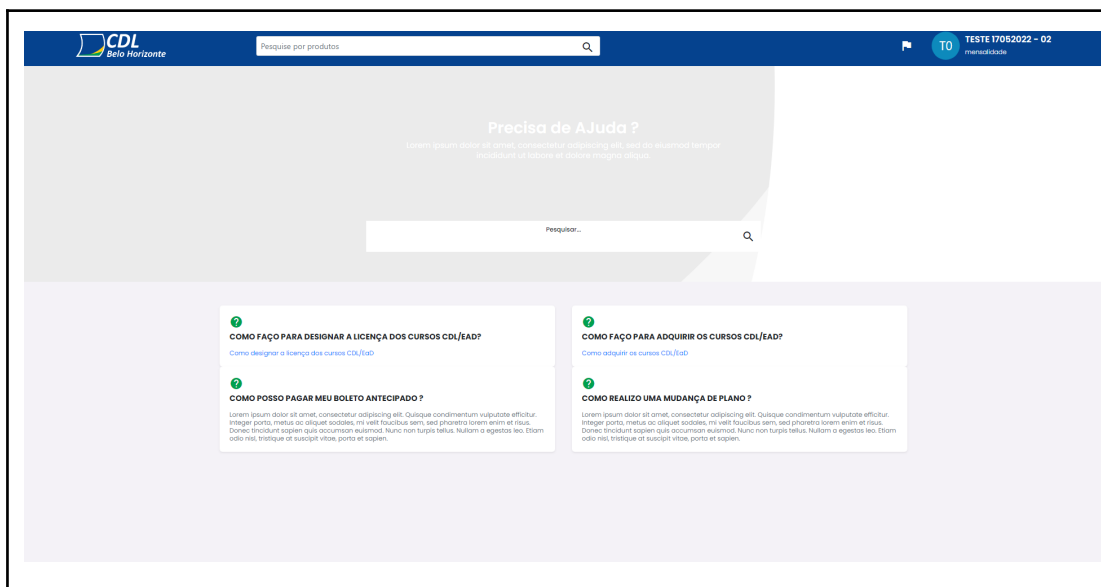 CDL
Belo Horizonte
Pesquise por produtos
TO
TESTE 17052022 - 02
mensalidade
Precisa de AJuda ?
Lorem ipsum dolor sit amet, consectetur adipiscing elit, sed do eiusmod tempor
incididunt ut labore et dolore magna aliqua.
Pesquisar...
COMO FAÇO PARA DESIGNAR A LICENÇA DOS CURSOS CDL/EAD?
Como designar a licença dos cursos CDL/EaD
COMO FAÇO PARA ADQUIRIR OS CURSOS CDL/EAD?
Como adquirir os cursos CDL/EaD
COMO POSSO PAGAR MEU BOLETO ANTECIPADO ?
Lorem ipsum dolor sit amet, consectetur adipiscing elit. Quisque condimentum vulputate efficitur.
Integer porta, metus ac aliquet sodales, mi velit faucibus sem, sed pharetra lorem enim et risus.
Donec tincidunt sapien quis accumsan euismod. Nunc non turpis tellus. Nullam a egestas leo. Etiam
odio nisl, tristique at suscipit vitae, porta et sapien.
COMO REALIZO UMA MUDANÇA DE PLANO ?
Lorem ipsum dolor sit amet, consectetur adipiscing elit. Quisque condimentum vulputate efficitur.
Integer porta, metus ac aliquet sodales, mi velit faucibus sem, sed pharetra lorem enim et risus.
Donec tincidunt sapien quis accumsan euismod. Nunc non turpis tellus. Nullam a egestas leo. Etiam
odio nisl, tristique at suscipit vitae, porta et sapien.